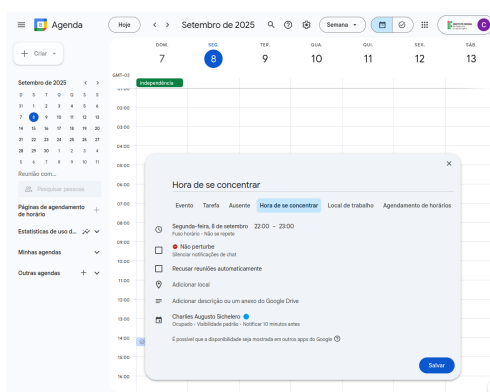 Agenda
Hoje
Setembro de 2025
Semana
C
Criar
DOM. SEG. TER. QUA. QUI. SEX. SÁB.
7 8 9 10 11 12 13
GMT-03
Independência
Setembro de 2025
D S T Q Q S S
31 1 2 3 4 5 6
7 8 9 10 11 12 13
14 15 16 17 18 19 20
21 22 23 24 25 26 27
28 29 30 1 2 3 4
5 6 7 8 9 10 11
Reunião com...
Pesquisar pessoas
Páginas de agendamento de horário
Estatísticas de uso d...
Minhas agendas
Outras agendas
01:00
02:00
03:00
04:00
05:00
06:00
07:00
08:00
09:00
10:00
11:00
12:00
13:00
14:00
15:00
16:00
Hora de se concentrar
Evento Tarefa Ausente Hora de se concentrar Local de trabalho Agendamento de horários
Segunda-feira, 8 de setembro 22:00 – 23:00
Fuso horário · Não se repete
Não perturbe
Silenciar notificações de chat
Recusar reuniões automaticamente
Adicionar local
Adicionar descrição ou um anexo do Google Drive
Charlies Augusto Sichelero
Ocupado · Visibilidade padrão · Notificar 10 minutos antes
É possível que a disponibilidade seja mostrada em outros apps do Google
Salvar